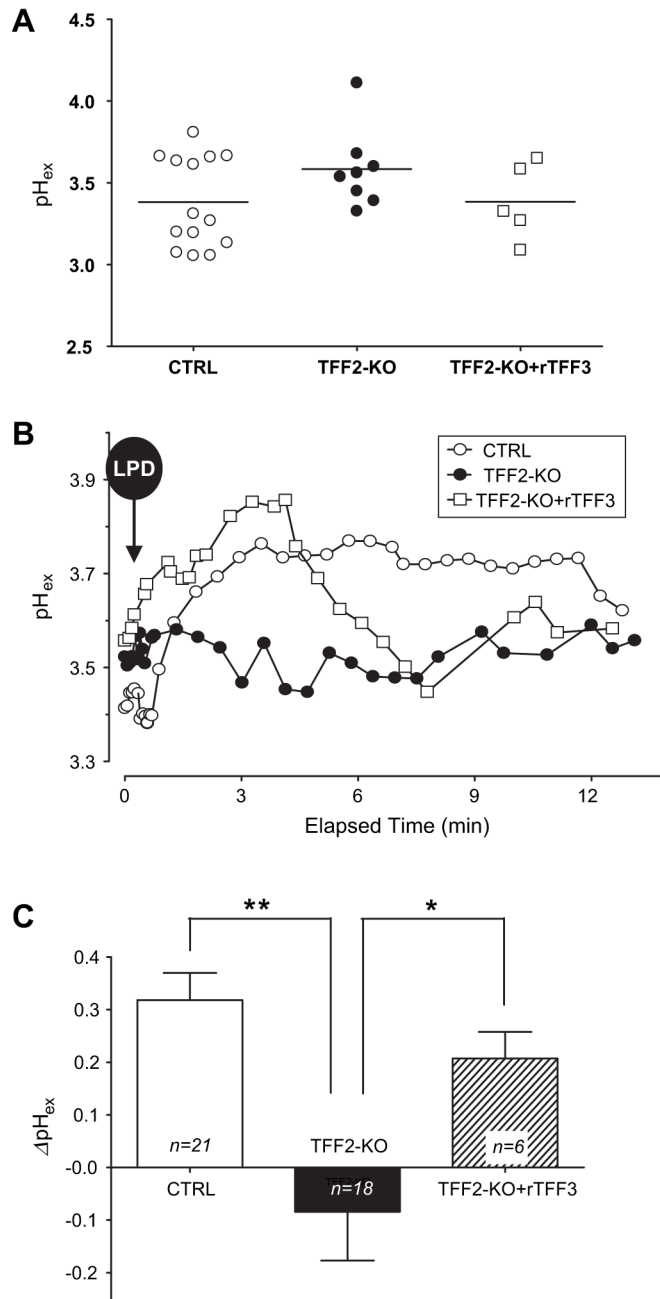 A
4.5
4.0
3.5
3.0
2.5
pHex
CTRL TFF2-KO TFF2-KO+rTFF3
B
LPD
CTRL
TFF2-KO
TFF2-KO+rTFF3
3.9
3.7
3.5
3.3
pHex
0 3 6 9 12
Elapsed Time (min)
C
** *
0.4
0.3
0.2
0.1
-0.0
-0.1
-0.2
ΔpHex
n=21 TFF2-KO n=6
CTRL n=18 TFF2-KO+rTFF3